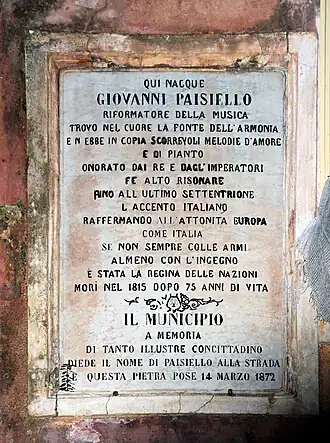 QUI NACQUE
GIOVANNI PAISIELLO
RIFORMATORE DELLA MUSICA
TROVO NEL CUORE LA FONTE DELL'ARMONIA
E N EBBE IN COPIA SCORREVOLI MELODIE D'AMORE
E DI PIANTO
ONORATO DAI RE E DAGL'IMPERATORI
FE ALTO RISONARE
FINO ALL'ULTIMO SETTENTRIONE
L ACCENTO ITALIANO
RAFFERMANDO ALL'ATTONITA EUROPA
COME ITALIA
SE NON SEMPRE COLLE ARMI
ALMENO CON L'INGEGNO
E STATA LA REGINA DELLE NAZIONI
MORÌ NEL 1815 DOPO 75 ANNI DI VITA
IL MUNICIPIO
A MEMORIA
DI TANTO ILLUSTRE CONCITTADINO
DIEDE IL NOME DI PAISIELLO ALLA STRADA
E QUESTA PIETRA POSE 14 MARZO 1872